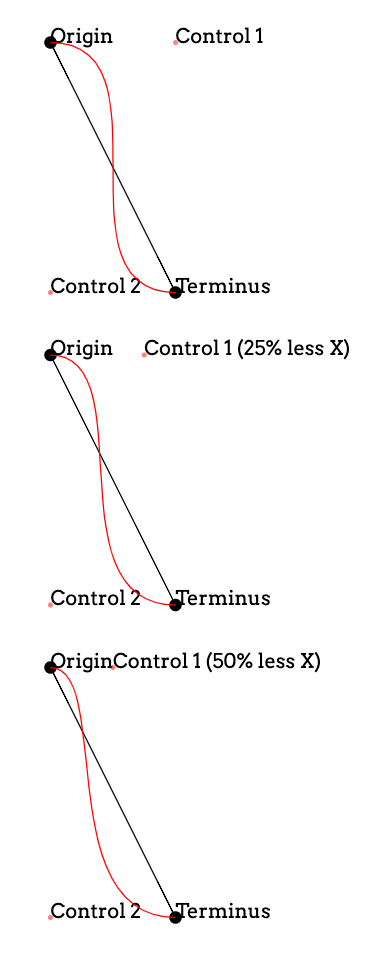 Origin Control 1
Control 2 Terminus
Origin Control 1 (25% less X)
Control 2 Terminus
Origin Control 1 (50% less X)
Control 2 Terminus